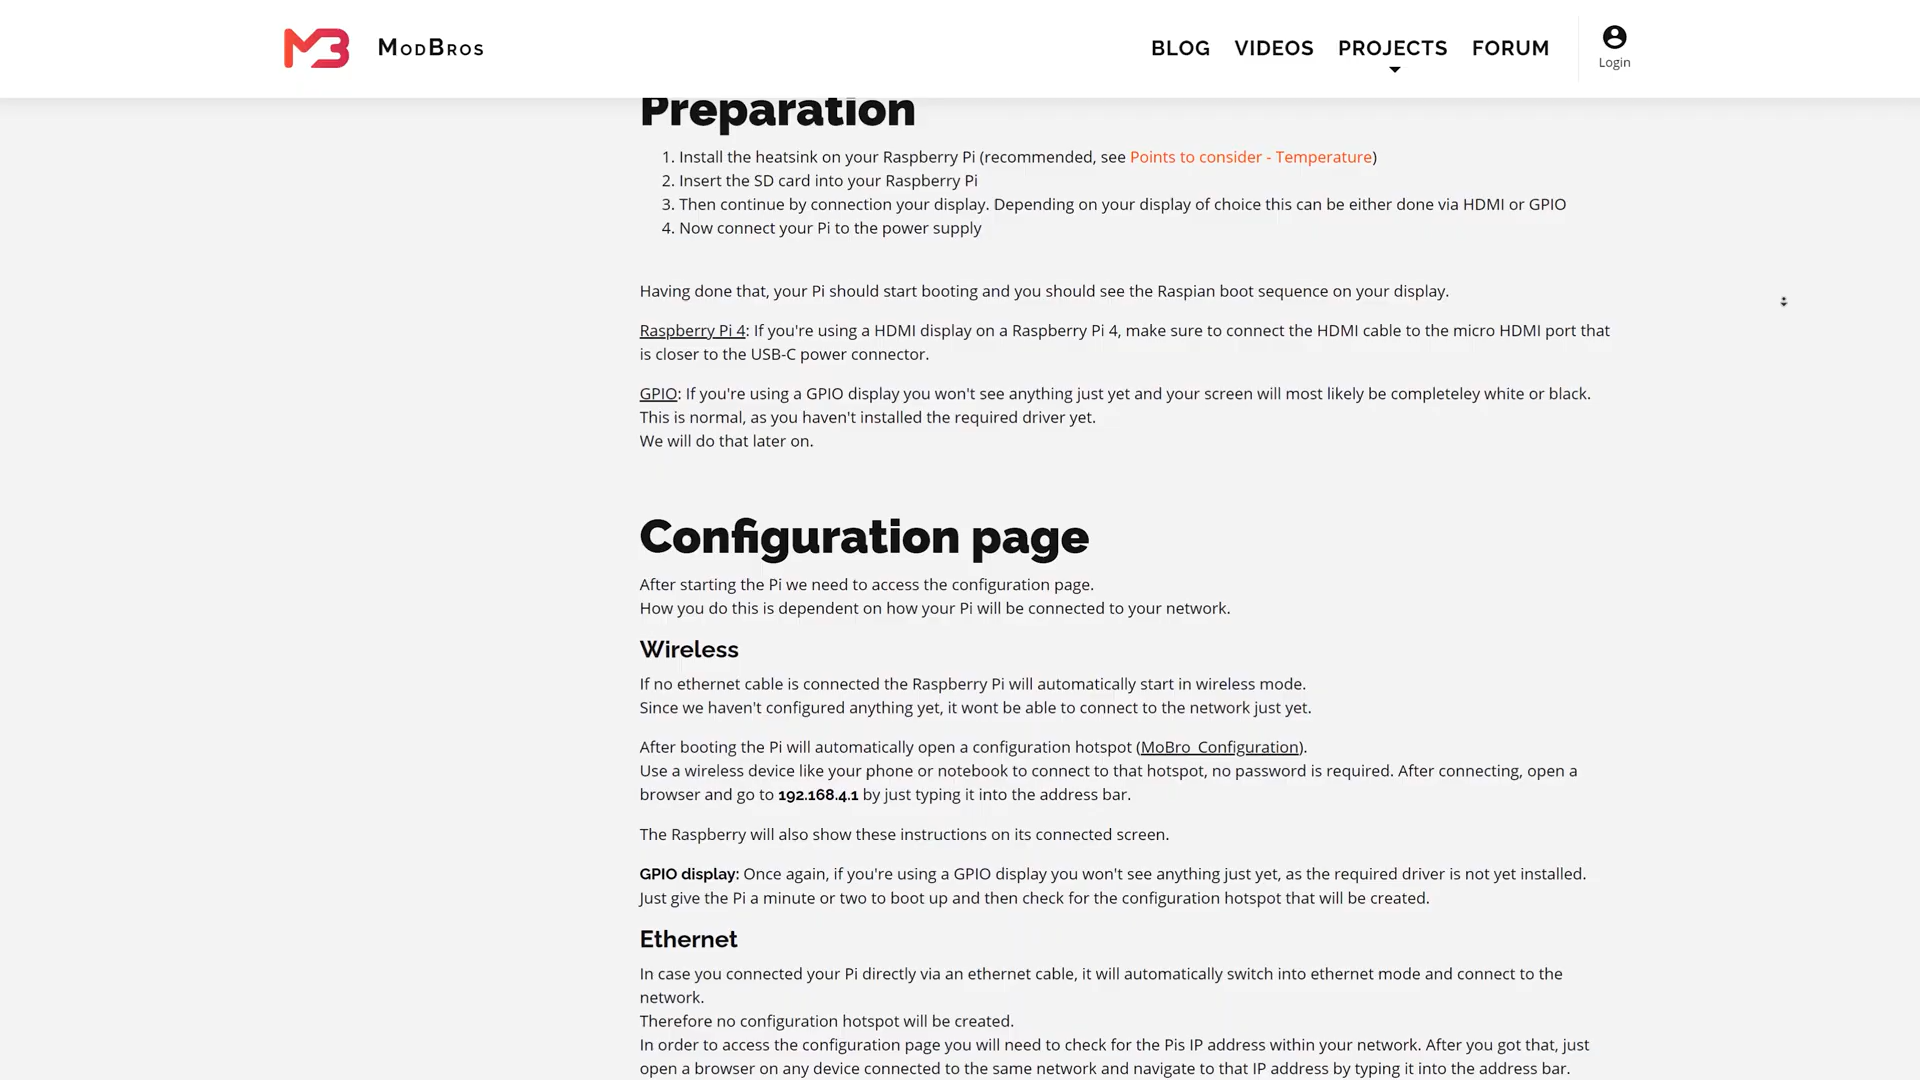 ModBros
BLOG VIDEOS PROJECTS FORUM
Login
Preparation
1. Install the heatsink on your Raspberry Pi (recommended, see Points to consider - Temperature)
2. Insert the SD card into your Raspberry Pi
3. Then continue by connection your display. Depending on your display of choice this can be either done via HDMI or GPIO
4. Now connect your Pi to the power supply
Having done that, your Pi should start booting and you should see the Raspian boot sequence on your display.
Raspberry Pi 4: If you're using a HDMI display on a Raspberry Pi 4, make sure to connect the HDMI cable to the micro HDMI port that
is closer to the USB-C power connector.
GPIO: If you're using a GPIO display you won't see anything just yet and your screen will most likely be completeley white or black.
This is normal, as you haven't installed the required driver yet.
We will do that later on.
Configuration page
After starting the Pi we need to access the configuration page.
How you do this is dependent on how your Pi will be connected to your network.
Wireless
If no ethernet cable is connected the Raspberry Pi will automatically start in wireless mode.
Since we haven't configured anything yet, it wont be able to connect to the network just yet.
After booting the Pi will automatically open a configuration hotspot (MoBro_Configuration).
Use a wireless device like your phone or notebook to connect to that hotspot, no password is required. After connecting, open a
browser and go to 192.168.4.1 by just typing it into the address bar.
The Raspberry will also show these instructions on its connected screen.
GPIO display: Once again, if you're using a GPIO display you won't see anything just yet, as the required driver is not yet installed.
Just give the Pi a minute or two to boot up and then check for the configuration hotspot that will be created.
Ethernet
In case you connected your Pi directly via an ethernet cable, it will automatically switch into ethernet mode and connect to the
network.
Therefore no configuration hotspot will be created.
In order to access the configuration page you will need to check for the Pis IP address within your network. After you got that, just
open a browser on any device connected to the same network and navigate to that IP address by typing it into the address bar.